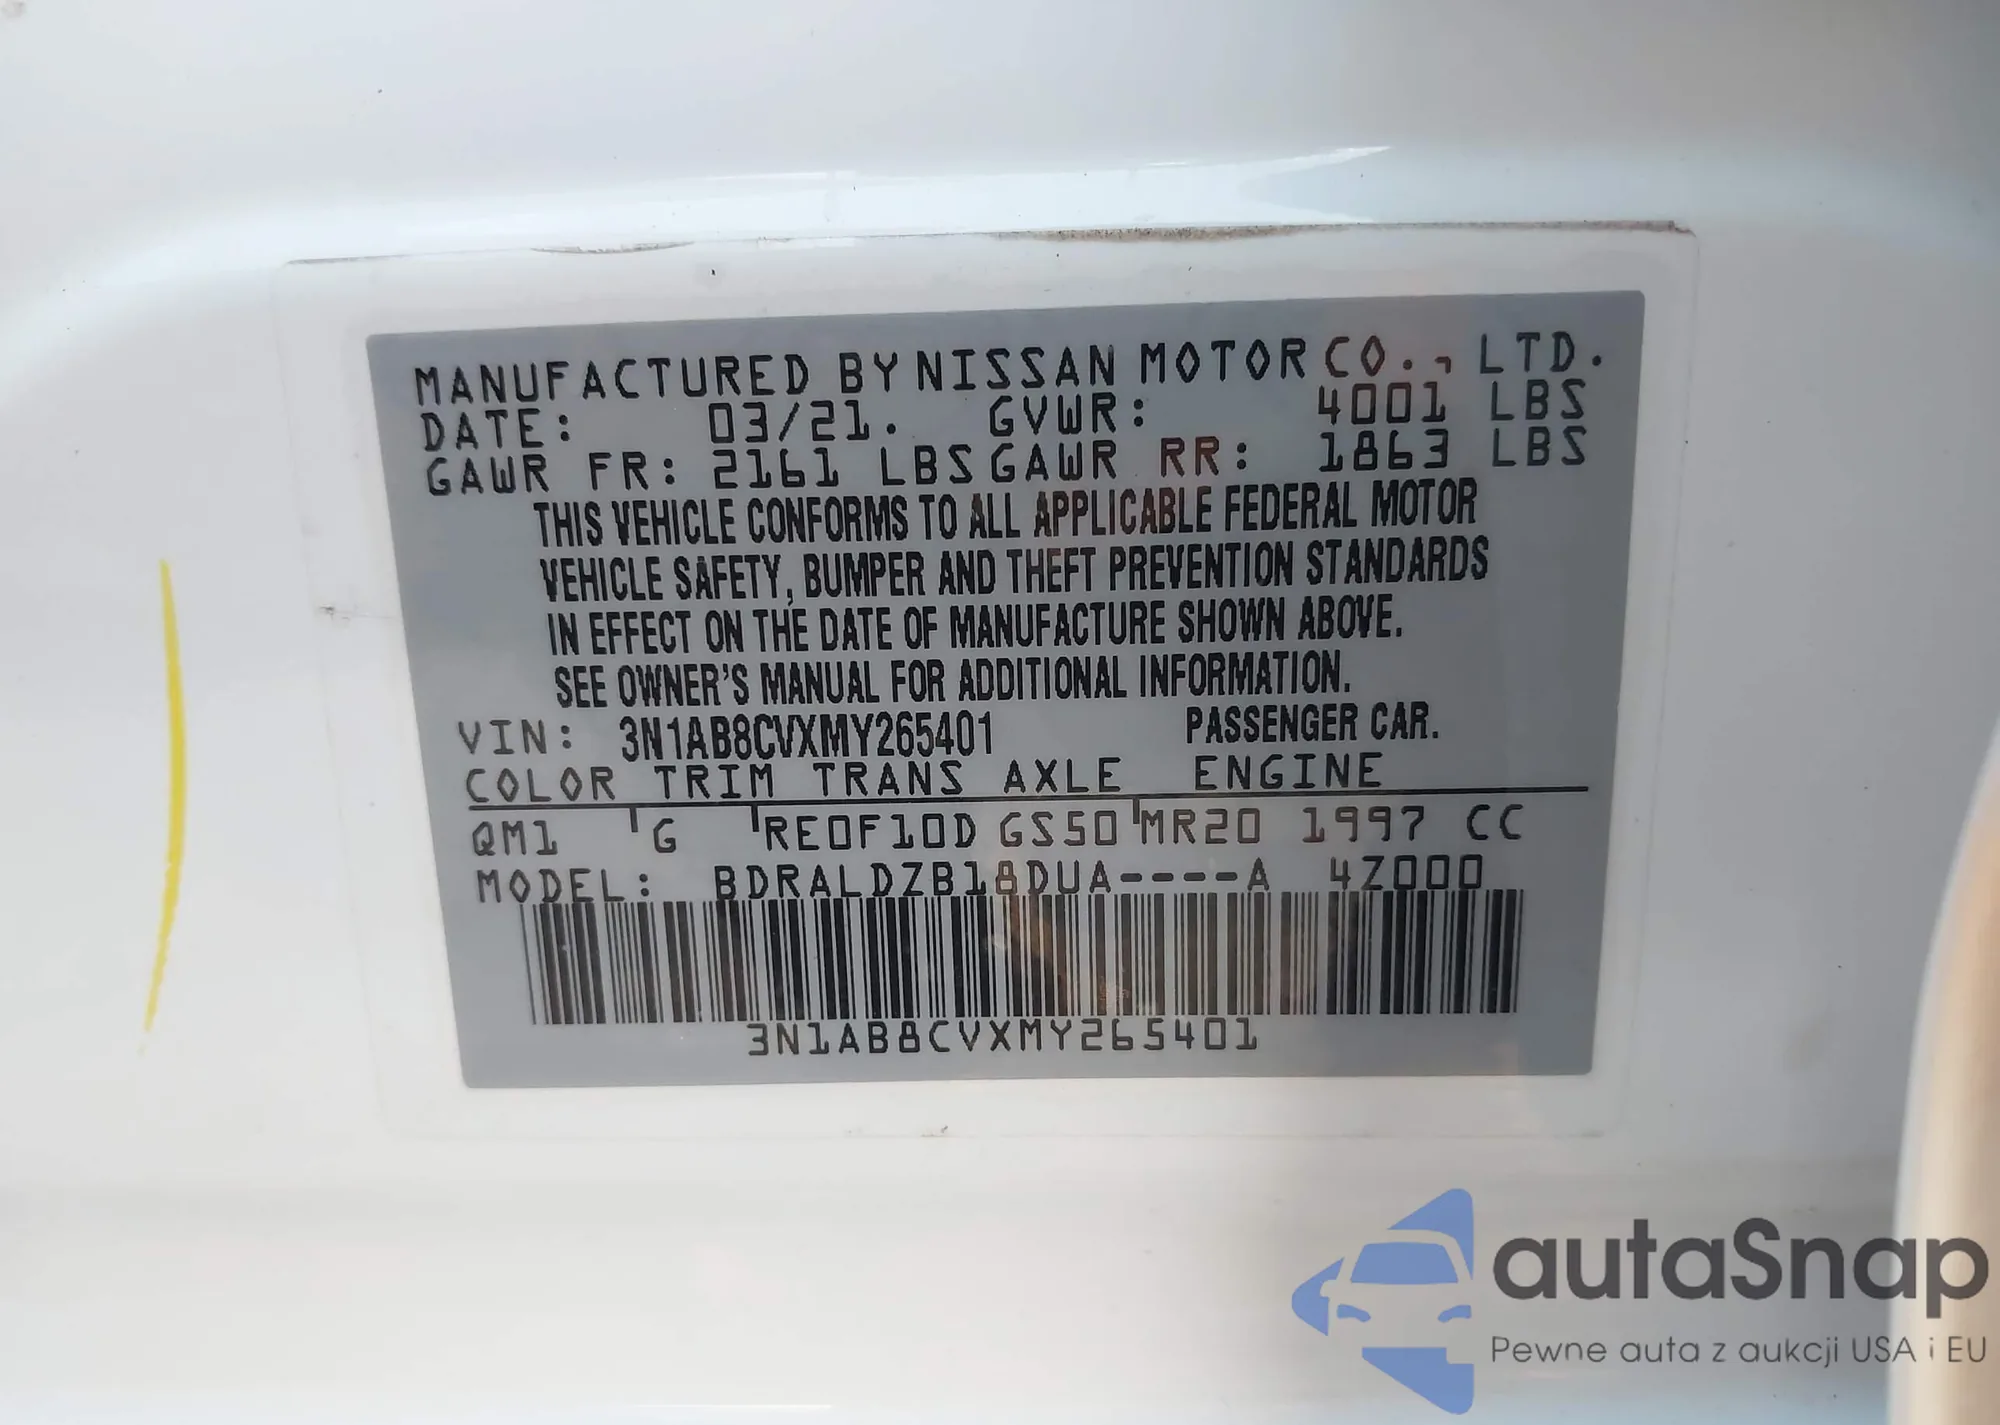 MANUFACTURED BY NISSAN MOTOR CO., LTD.
DATE: 03/21. GVWR: 4001 LBS
GAWR FR: 2161 LBS GAWR RR: 1863 LBS
THIS VEHICLE CONFORMS TO ALL APPLICABLE FEDERAL MOTOR
VEHICLE SAFETY, BUMPER AND THEFT PREVENTION STANDARDS
IN EFFECT ON THE DATE OF MANUFACTURE SHOWN ABOVE.
SEE OWNER'S MANUAL FOR ADDITIONAL INFORMATION.
VIN: 3N1AB8CVXMY265401 PASSENGER CAR.
COLOR TRIM TRANS AXLE ENGINE
QM1 G RE0F10D GS50 MR20 1997 CC
MODEL: BDRALDZB18DUA----A 4Z000
3N1AB8CVXMY265401
autaSnap
Pewne auta z aukcji USA i EU